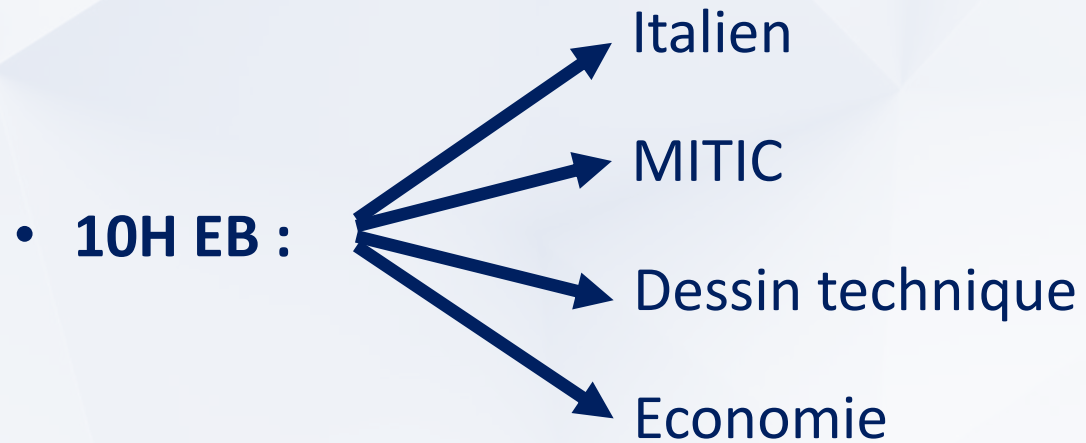 Italien
MITIC
• 10H EB :
Dessin technique
Economie